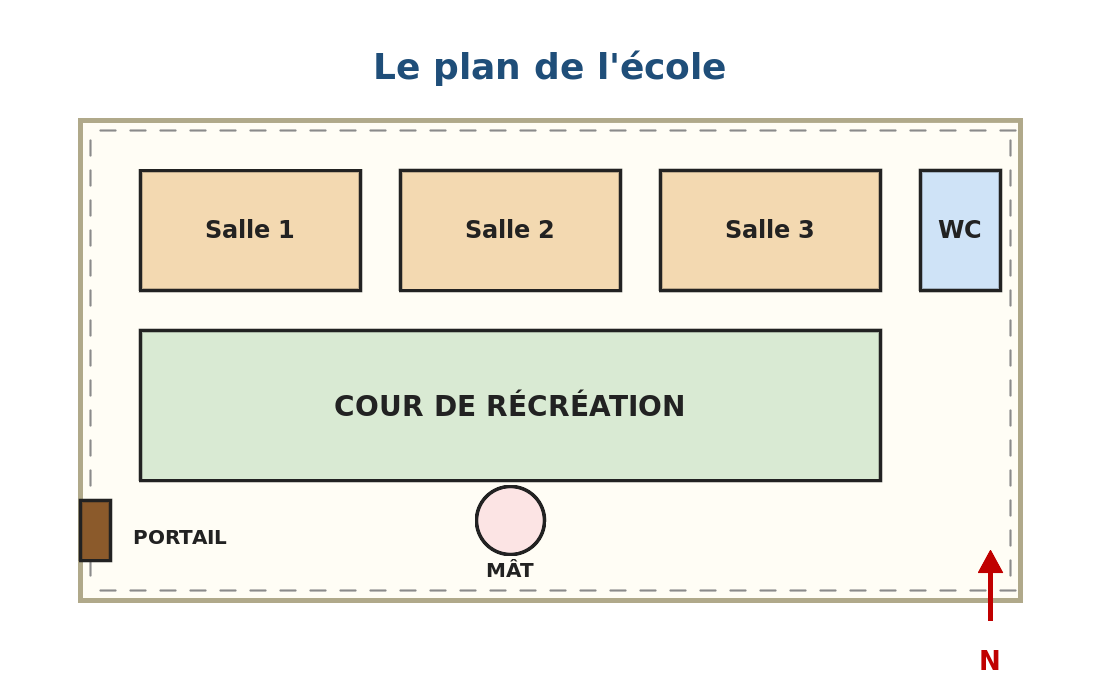 Le plan de l'école
Salle 1
Salle 2
Salle 3
WC
COUR DE RÉCRÉATION
PORTAIL
MÂT
N